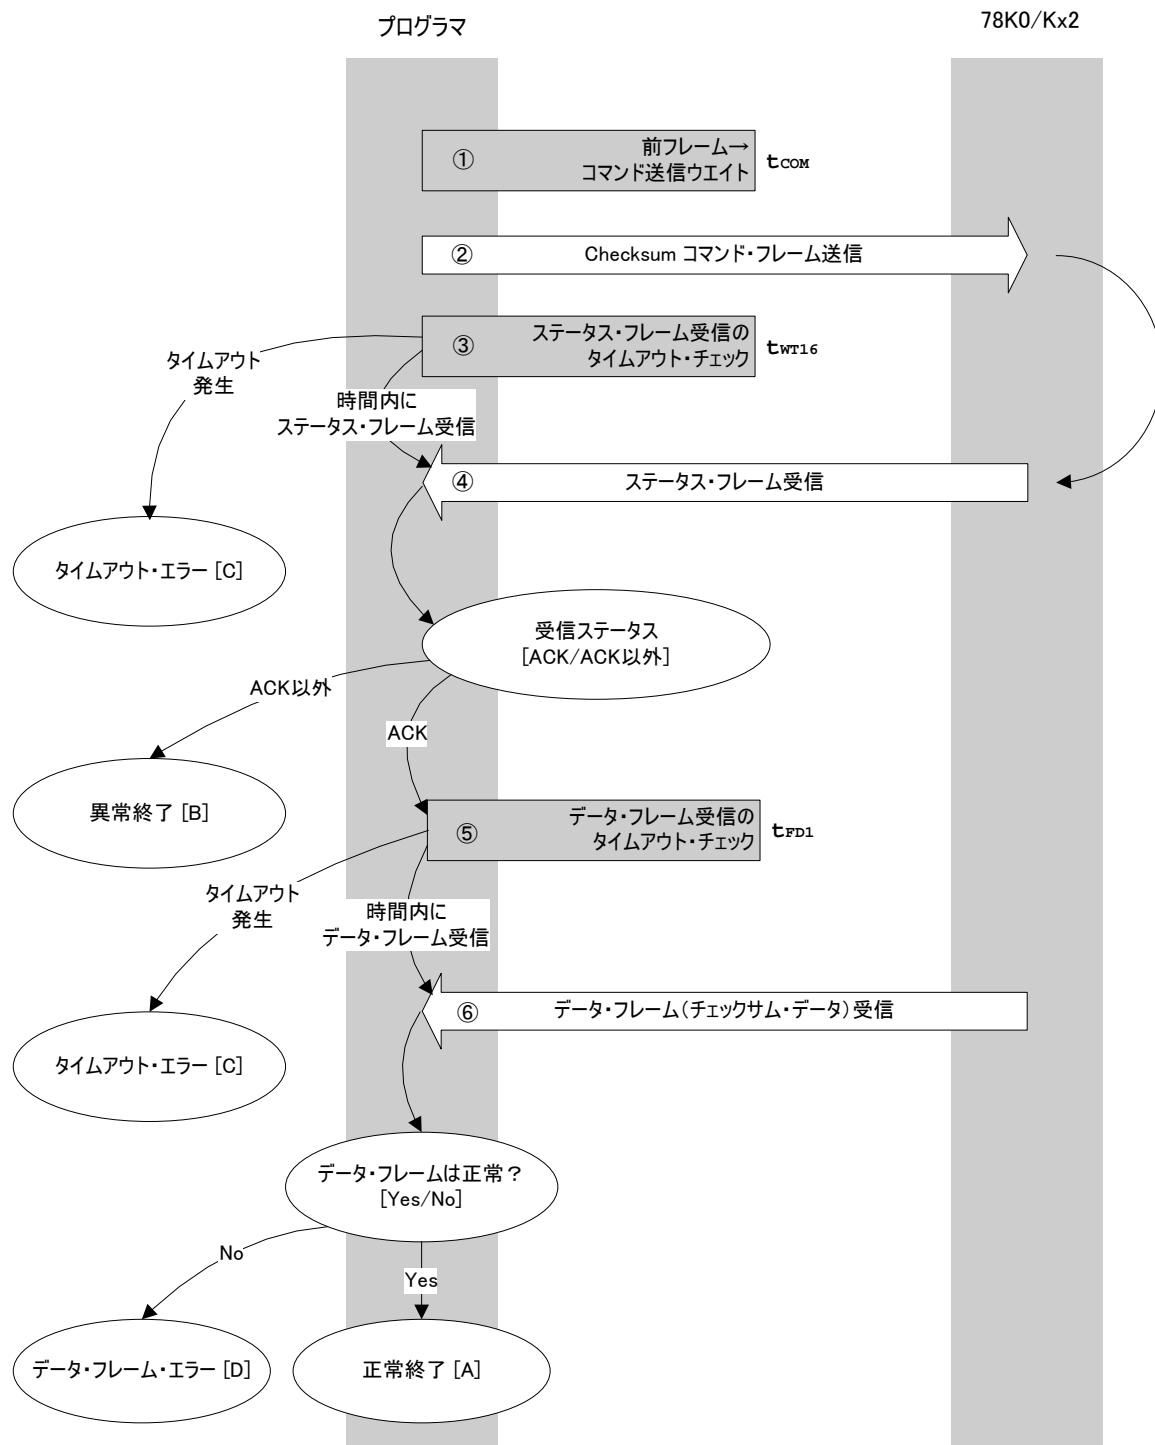 プログラマ
78K0/Kx2
①
前フレーム→
コマンド送信ウエイト
tCOM
②
Checksum コマンド・フレーム送信
③
ステータス・フレーム受信の
タイムアウト・チェック
tWT16
タイムアウト
発生
時間内に
ステータス・フレーム受信
④
ステータス・フレーム受信
タイムアウト・エラー [C]
受信ステータス
[ACK/ACK以外]
ACK以外
ACK
異常終了 [B]
⑤
データ・フレーム受信の
タイムアウト・チェック
tFD1
タイムアウト
発生
時間内に
データ・フレーム受信
⑥
データ・フレーム(チェックサム・データ)受信
タイムアウト・エラー [C]
データ・フレームは正常?
[Yes/No]
No
Yes
データ・フレーム・エラー [D]
正常終了 [A]